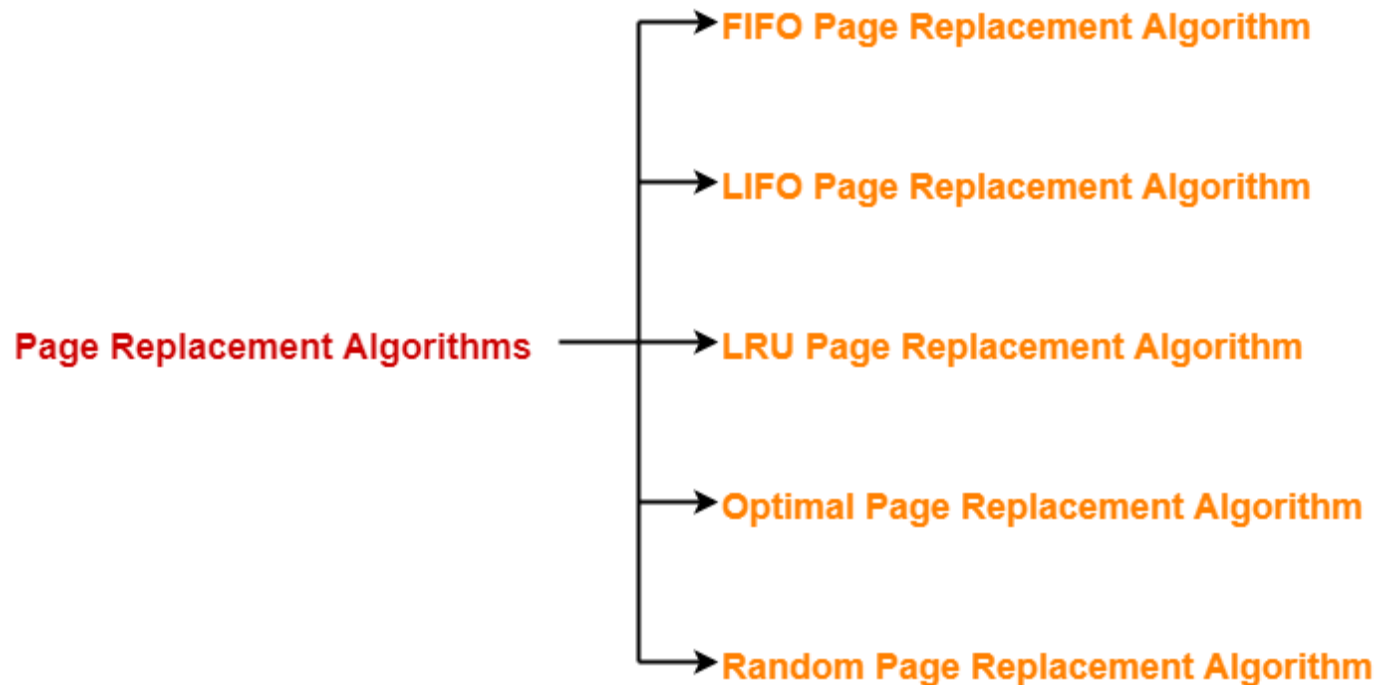 FIFO Page Replacement Algorithm
LIFO Page Replacement Algorithm
Page Replacement Algorithms
LRU Page Replacement Algorithm
Optimal Page Replacement Algorithm
Random Page Replacement Algorithm